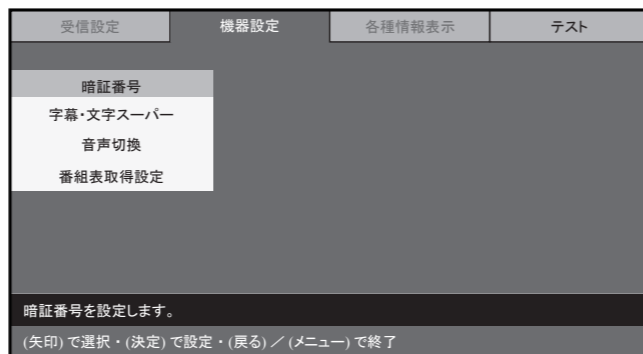 受信設定 機器設定 各種情報表示 テスト
暗証番号
字幕・文字スーパー
音声切換
番組表取得設定
暗証番号を設定します。
(矢印) で選択・(決定) で設定・(戻る) ／ (メニュー) で終了